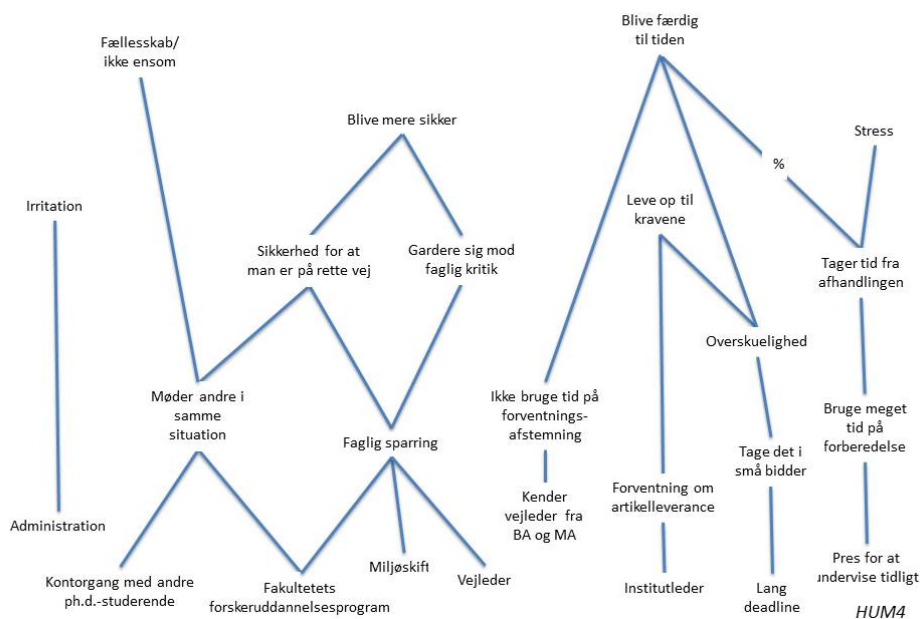 Blive færdig
til tiden
Fællesskab/
ikke ensom
Blive mere sikker
Stress
%
Irritation
Leve op til
kravene
Sikkerhed for at
man er på rette vej
Gardere sig mod
faglig kritik
Tager tid fra
afhandlingen
Overskuelighed
Møder andre i
samme
situation
Ikke bruge tid på
forventnings-
afstemning
Bruge meget
tid på
forberedelse
Faglig sparring
Tage det i
små bidder
Kender
vejleder fra
BA og MA
Forventning om
artikelleverance
Administration
Kontorgang med andre
ph.d.-studerende
Fakultetets
forskeruddannelsesprogram
Miljøskift
Vejleder
Institutleder
Lang
deadline
Pres for at
undervise tidligt
HUM4